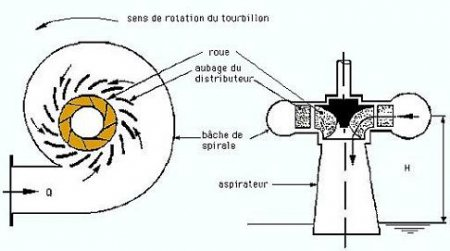 sens de rotation du tourbillon
roue
aubage du
distributeur
bâche de
spirale
aspirateur
Q
H